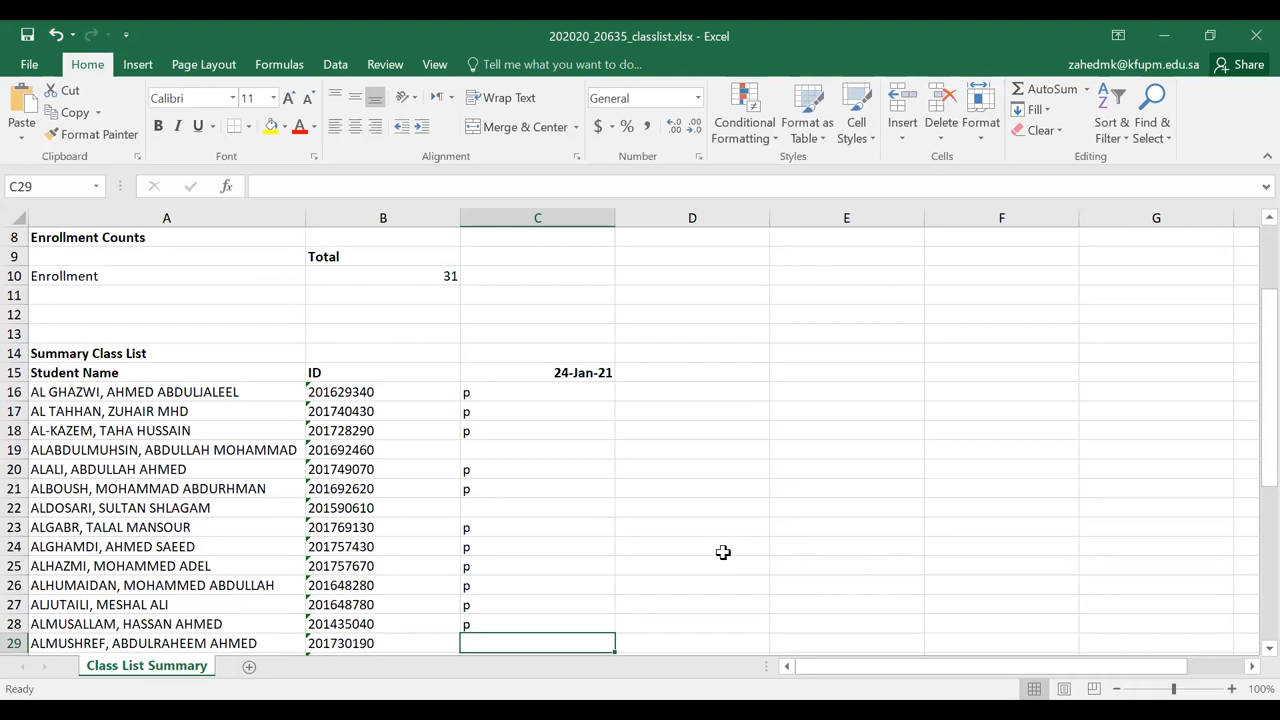 202020_20635_classlist.xlsx - Excel
File Home Insert Page Layout Formulas Data Review View Tell me what you want to do... zahedmk@kfupm.edu.sa Share
Cut Calibri 11 A A Wrap Text General AutoSum
Paste Copy Fill
Format Painter B I U A Merge & Center $ % , Conditional Formatting Format as Table Cell Styles Insert Delete Format Clear Sort & Filter Find & Select
Clipboard Font Alignment Number Styles Cells Editing
C29 fx
A B C D E F G
8 Enrollment Counts
9 Total
10 Enrollment 31
11
12
13
14 Summary Class List
15 Student Name ID 24-Jan-21
16 AL GHAZWI, AHMED ABDULJALEEL 201629340 p
17 AL TAHHAN, ZUHAIR MHD 201740430 p
18 AL-KAZEM, TAHA HUSSAIN 201728290 p
19 ALABDULMUHSIN, ABDULLAH MOHAMMAD 201692460
20 ALALI, ABDULLAH AHMED 201749070 p
21 ALBOUSH, MOHAMMAD ABDURHMAN 201692620 p
22 ALDOSARI, SULTAN SHLAGAM 201590610
23 ALGABR, TALAL MANSOUR 201769130 p
24 ALGHAMDI, AHMED SAEED 201757430 p
25 ALHAZMI, MOHAMMED ADEL 201757670 p
26 ALHUMAIDAN, MOHAMMED ABDULLAH 201648280 p
27 ALJUTAILI, MESHAL ALI 201648780 p
28 ALMUSALLAM, HASSAN AHMED 201435040 p
29 ALMUSHREF, ABDULRAHEEM AHMED 201730190
Class List Summary
Ready 100%